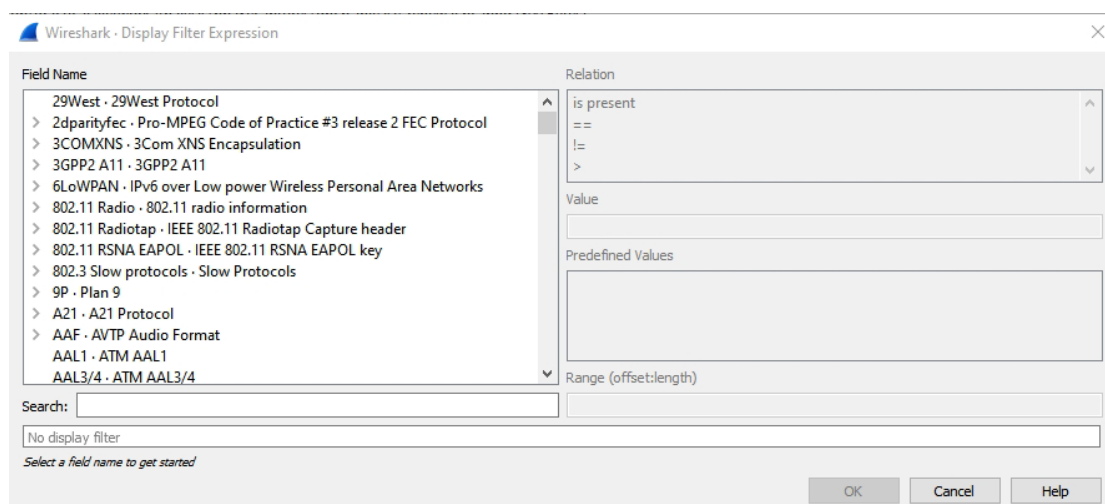 Wireshark · Display Filter Expression
Field Name
29West · 29West Protocol
2dparityfec · Pro-MPEG Code of Practice #3 release 2 FEC Protocol
3COMXNS · 3Com XNS Encapsulation
3GPP2 A11 · 3GPP2 A11
6LoWPAN · IPv6 over Low power Wireless Personal Area Networks
802.11 Radio · 802.11 radio information
802.11 Radiotap · IEEE 802.11 Radiotap Capture header
802.11 RSNA EAPOL · IEEE 802.11 RSNA EAPOL key
802.3 Slow protocols · Slow Protocols
9P · Plan 9
A21 · A21 Protocol
AAF · AVTP Audio Format
AAL1 · ATM AAL1
AAL3/4 · ATM AAL3/4
Search:
Relation
is present
==
!=
>
Value
Predefined Values
Range (offset:length)
No display filter
Select a field name to get started
OK
Cancel
Help